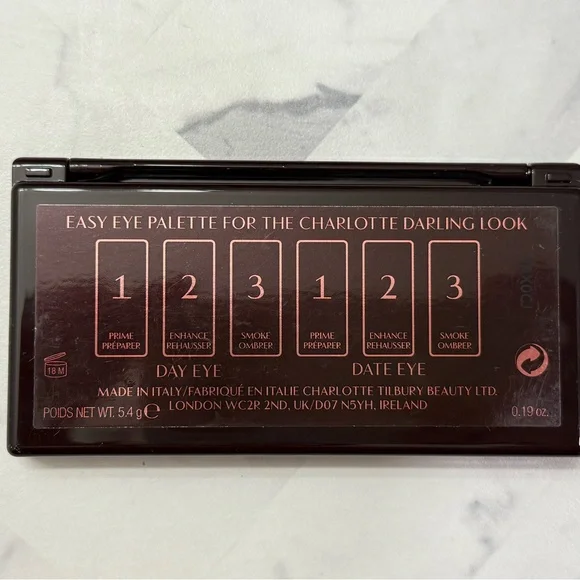 EASY EYE PALETTE FOR THE CHARLOTTE DARLING LOOK
1 2 3 1 2 3
PRIME ENHANCE SMOKE PRIME ENHANCE SMOKE
PRÉPARER REHAUSSER OMBRER PRÉPARER REHAUSSER OMBRER
DAY EYE DATE EYE
18 M
MADE IN ITALY/FABRIQUÉ EN ITALIE CHARLOTTE TILBURY BEAUTY LTD.
POIDS NET WT. 5.4 g ℮ LONDON WC2R 2ND, UK/D07 N5YH, IRELAND 0.19 oz.